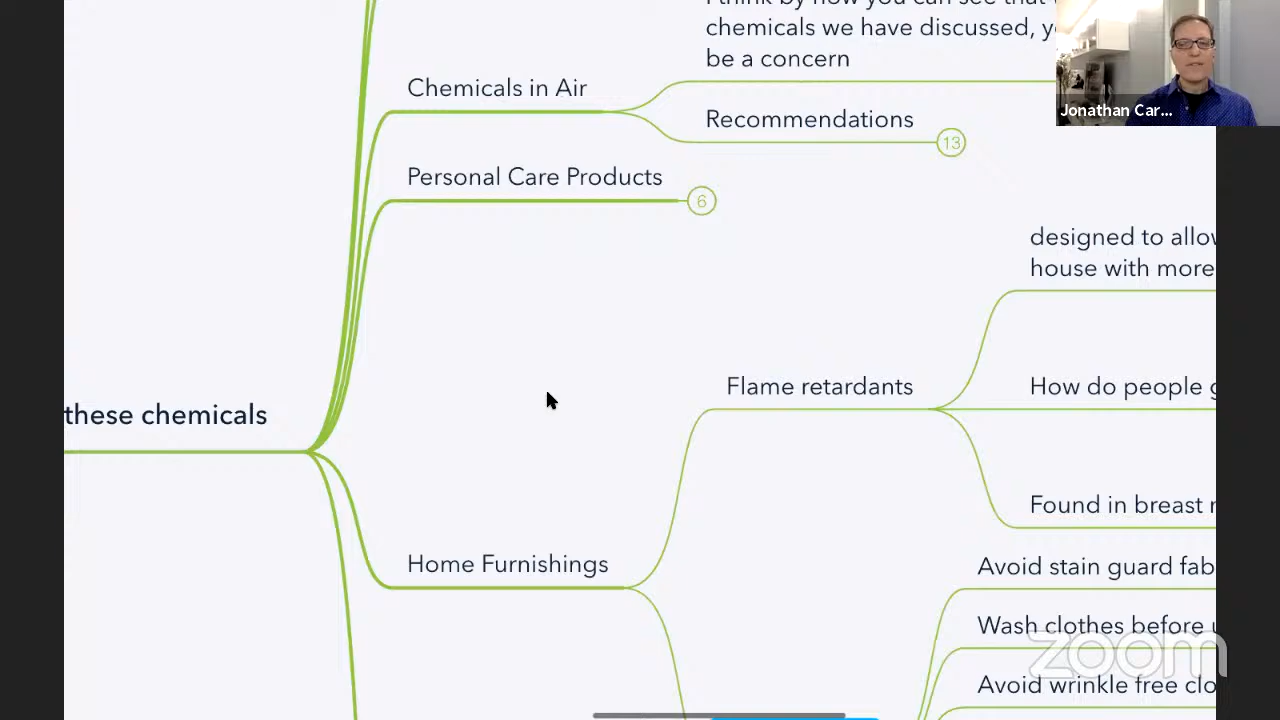 chemicals we have discussed, y
be a concern
Chemicals in Air
Recommendations
13
Jonathan Car...
Personal Care Products
6
designed to allow
house with more
Flame retardants
How do people g
these chemicals
Found in breast
Home Furnishings
Avoid stain guard fab
Wash clothes before
Avoid wrinkle free clo
zoom